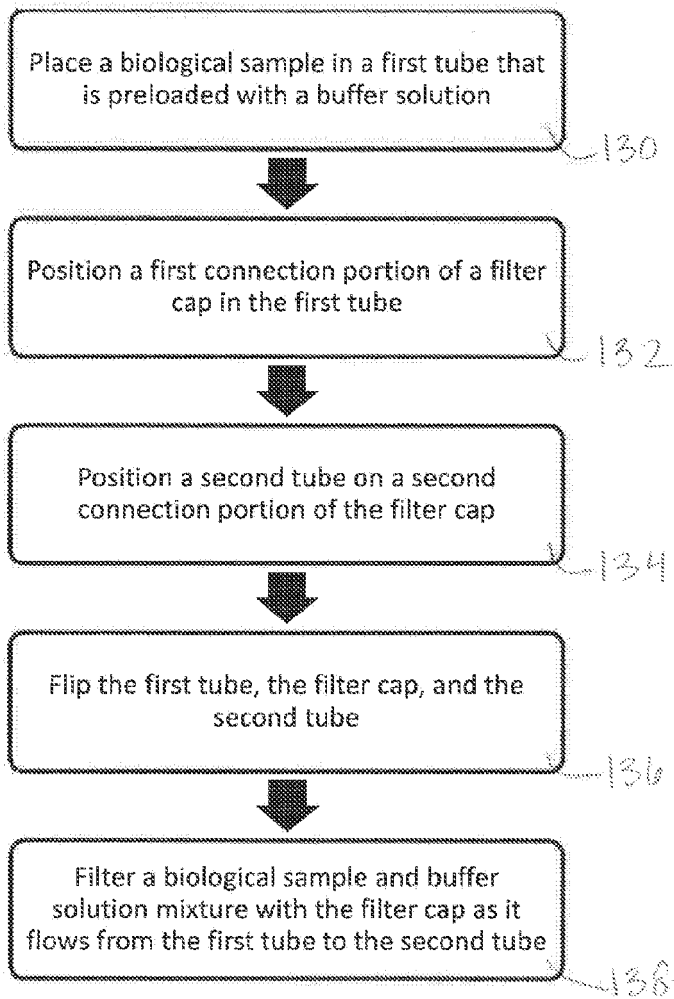 Place a biological sample in a first tube that
is preloaded with a buffer solution
130
Position a first connection portion of a filter
cap in the first tube
132
Position a second tube on a second
connection portion of the filter cap
134
Flip the first tube, the filter cap, and the
second tube
136
Filter a biological sample and buffer
solution mixture with the filter cap as it
flows from the first tube to the second tube
138